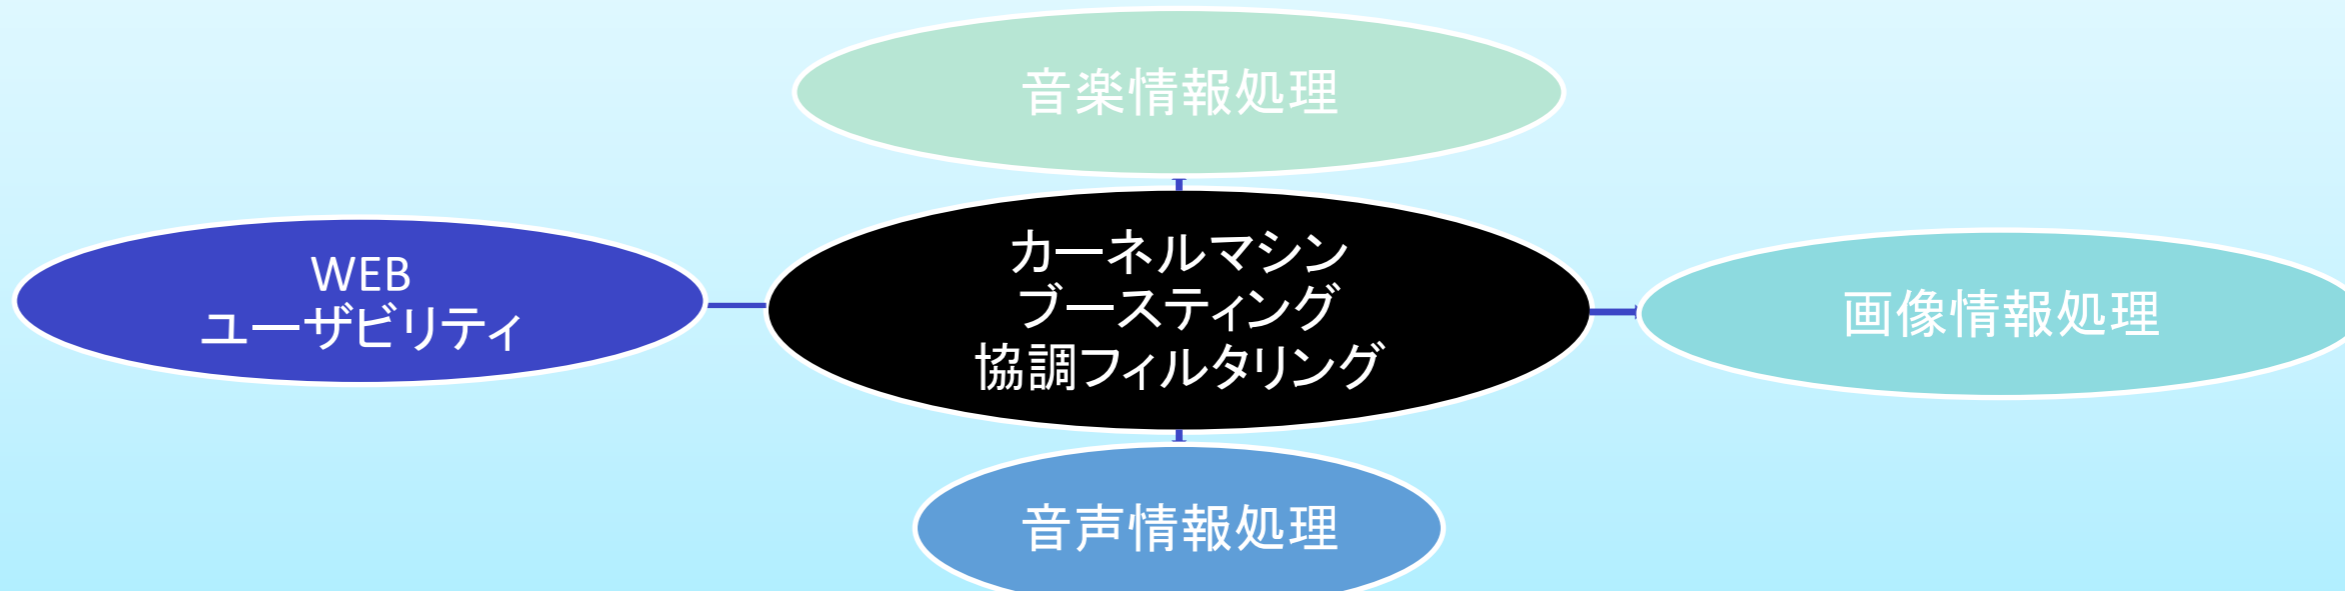 音楽情報処理
WEB
ユーザビリティ
カーネルマシン
ブースティング
協調フィルタリング
画像情報処理
音声情報処理